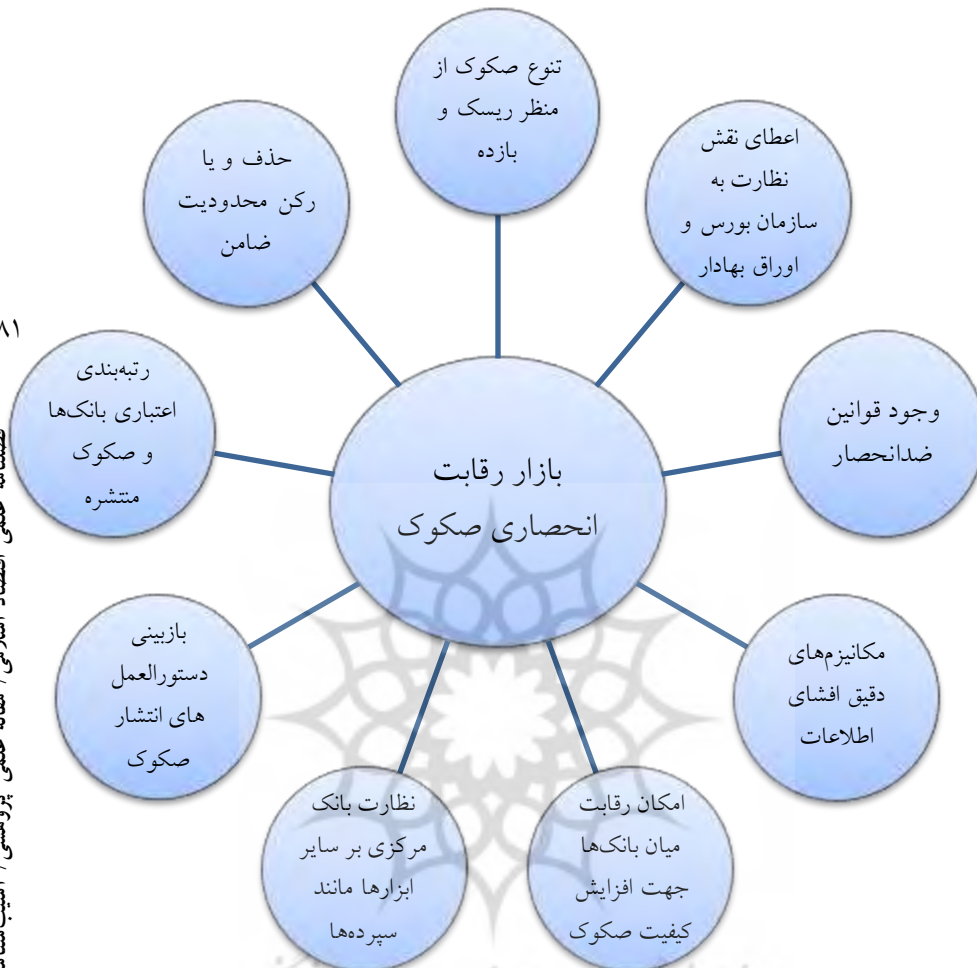 تنوع صکوک از
منظر ریسک و
بازده
اعطای نقش
نظارت به
سازمان بورس و
اوراق بهادار
وجود قوانین
ضدانحصار
مکانیزم‌های
دقیق افشای
اطلاعات
امکان رقابت
میان بانک‌ها
جهت افزایش
کیفیت صکوک
نظارت بانک
مرکزی بر سایر
ابزارها مانند
سپرده‌ها
بازبینی
دستورالعمل
های انتشار
صکوک
رتبه‌بندی
اعتباری بانک‌ها
و صکوک
منتشره
حذف و یا
رکن محدودیت
ضامن
بازار رقابت
انحصاری صکوک